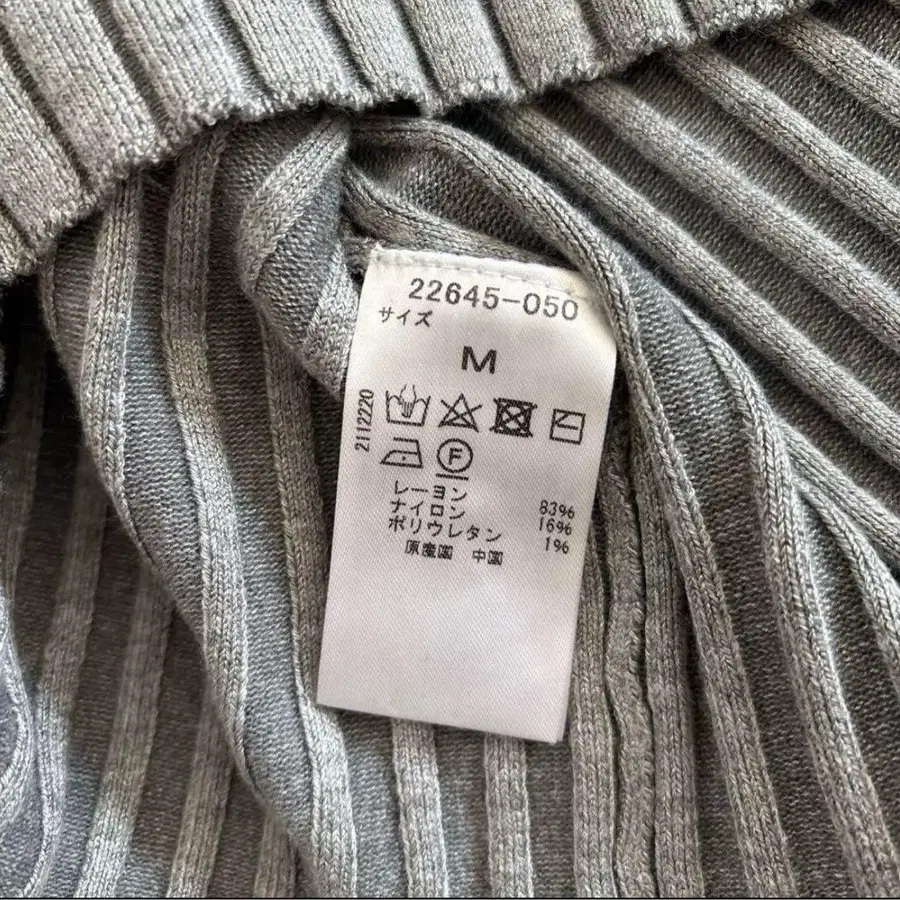 22645-050
サイズ
M
2112220
F
レーヨン 83%
ナイロン 16%
ポリウレタン 1%
原産国 中国